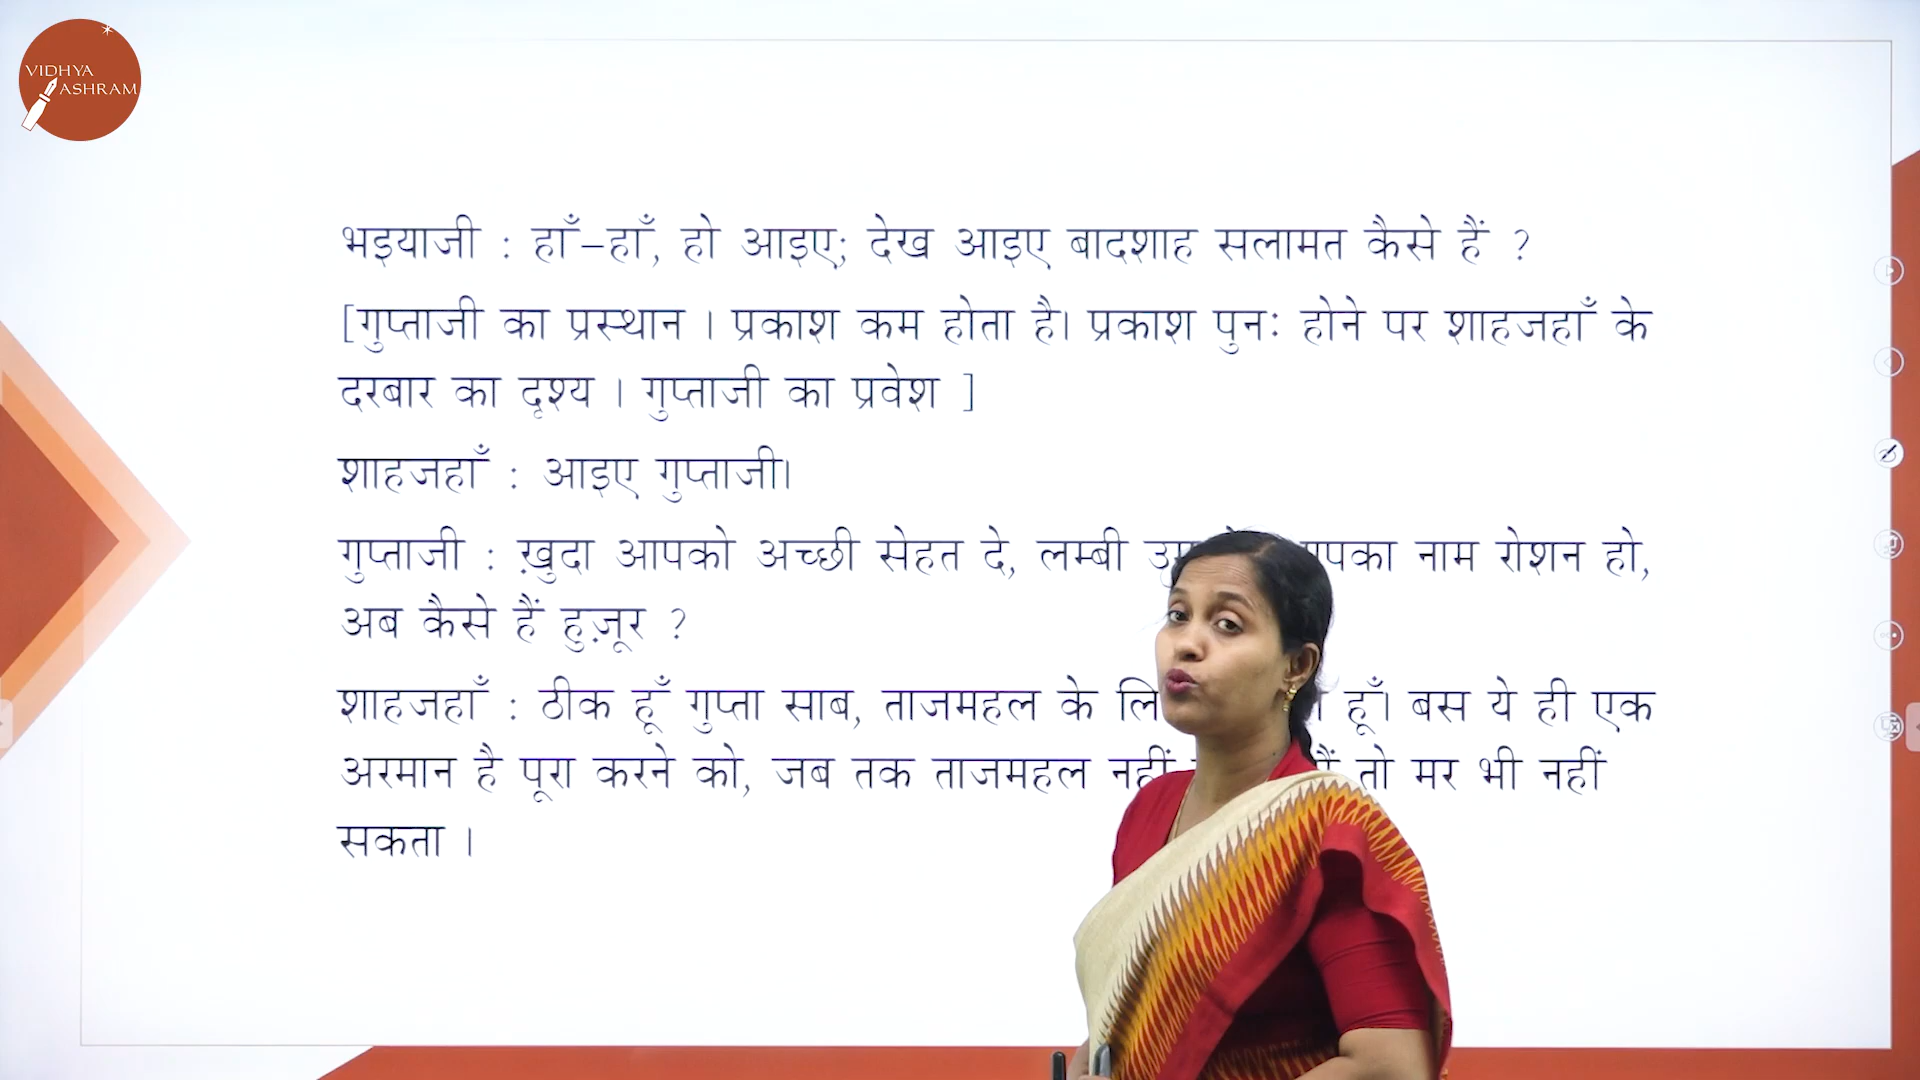 VIDHYA
ASHRAM
भइयाजी : हाँ-हाँ, हो आइए; देख आइए बादशाह सलामत कैसे हैं ?
[गुप्ताजी का प्रस्थान । प्रकाश कम होता है। प्रकाश पुनः होने पर शाहजहाँ के
दरबार का दृश्य । गुप्ताजी का प्रवेश ]
शाहजहाँ : आइए गुप्ताजी।
गुप्ताजी : ख़ुदा आपको अच्छी सेहत दे, लम्बी नाम रोशन हो,
अब कैसे हैं हुज़ूर ?
शाहजहाँ : ठीक हूँ गुप्ता साब, ताजमहल के हूँ। बस ये ही एक
अरमान है पूरा करने को, जब तक ताजमहल नहीं तो मर भी नहीं
सकता ।